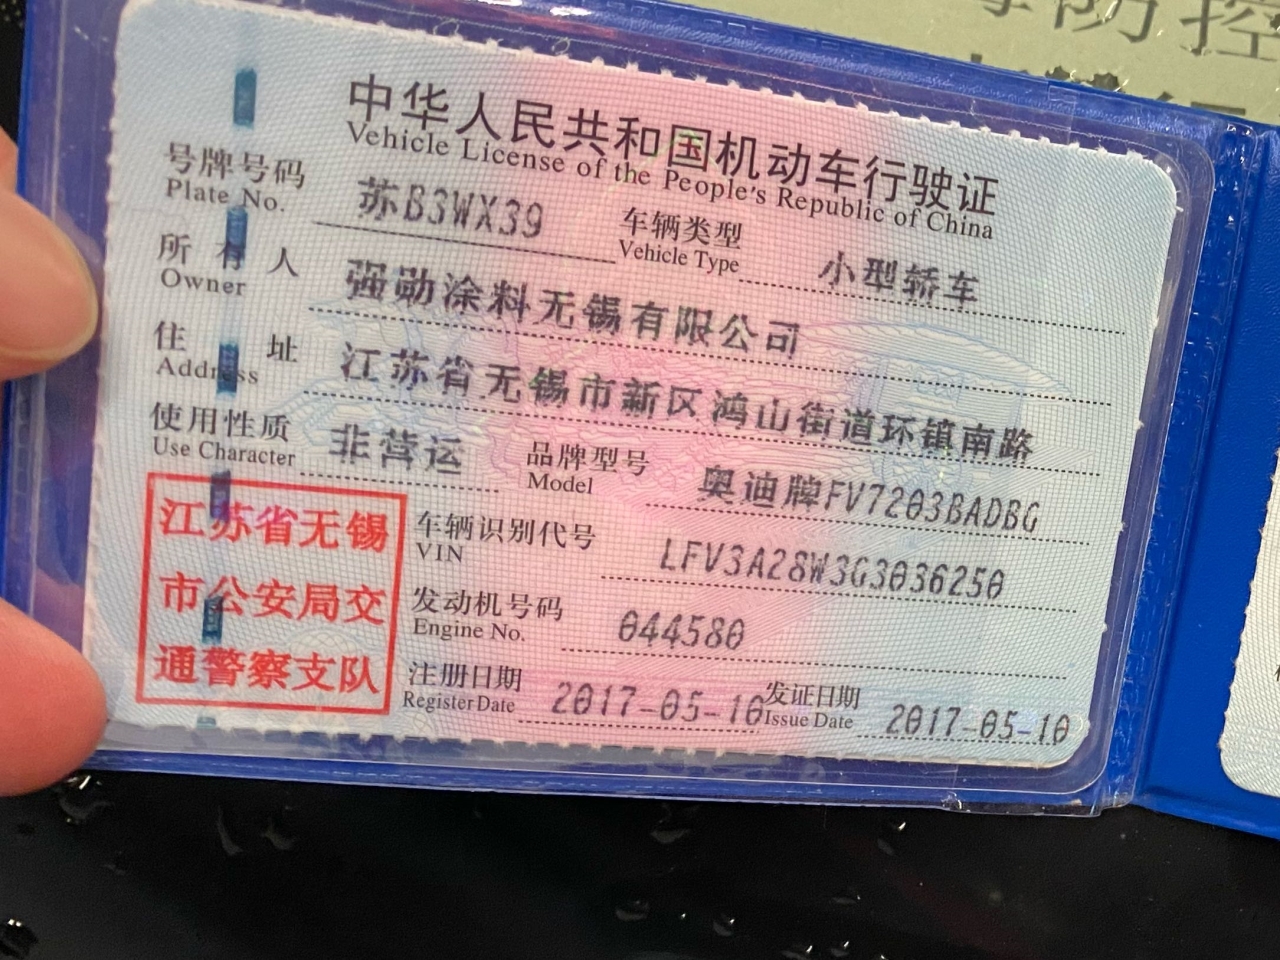 中华人民共和国机动车行驶证
Vehicle License of the People's Republic of China
号牌号码 苏B3WX39 车辆类型 小型轿车
Plate No. Vehicle Type
所有人 强勋涂料无锡有限公司
Owner
住址 江苏省无锡市新区鸿山街道环镇南路
Address
使用性质 非营运 品牌型号 奥迪牌FV7203BADBG
Use Character Model
车辆识别代号 LFV3A28W3G3036250
VIN
发动机号码 044580
Engine No.
注册日期 2017-05-10 发证日期 2017-05-10
Register Date Issue Date
江苏省无锡
市公安局交
通警察支队
防控